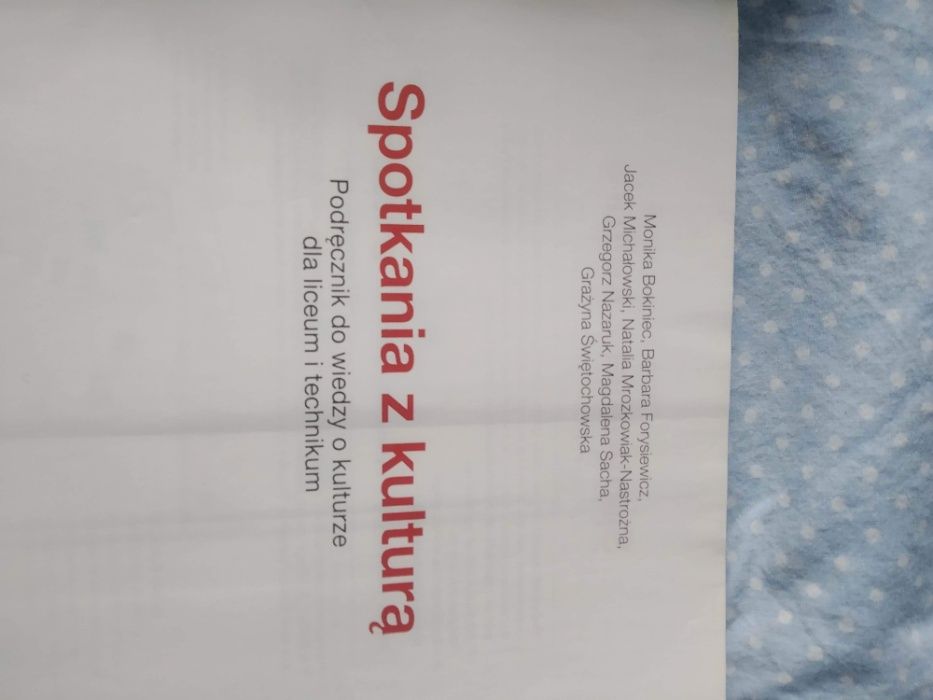 Monika Bokiniec, Barbara Forysiewicz,
Jacek Michałowski, Natalia Mrozkowiak-Nastrożna,
Grzegorz Nazaruk, Magdalena Sacha,
Grażyna Świętochowska
Spotkania z kulturą
Podręcznik do wiedzy o kulturze
dla liceum i technikum